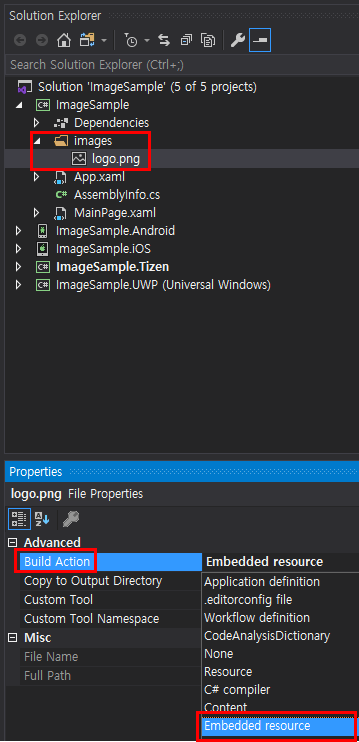 Solution Explorer
Search Solution Explorer (Ctrl+;)
Solution 'ImageSample' (5 of 5 projects)
C# ImageSample
Dependencies
images
logo.png
App.xaml
C# AssemblyInfo.cs
MainPage.xaml
ImageSample.Android
ImageSample.iOS
C# ImageSample.Tizen
C# ImageSample.UWP (Universal Windows)
Properties
logo.png File Properties
Advanced
Build Action Embedded resource
Copy to Output Directory Application definition
Custom Tool .editorconfig file
Custom Tool Namespace Workflow definition
Misc CodeAnalysisDictionary
File Name None
Full Path Resource
C# compiler
Content
Embedded resource